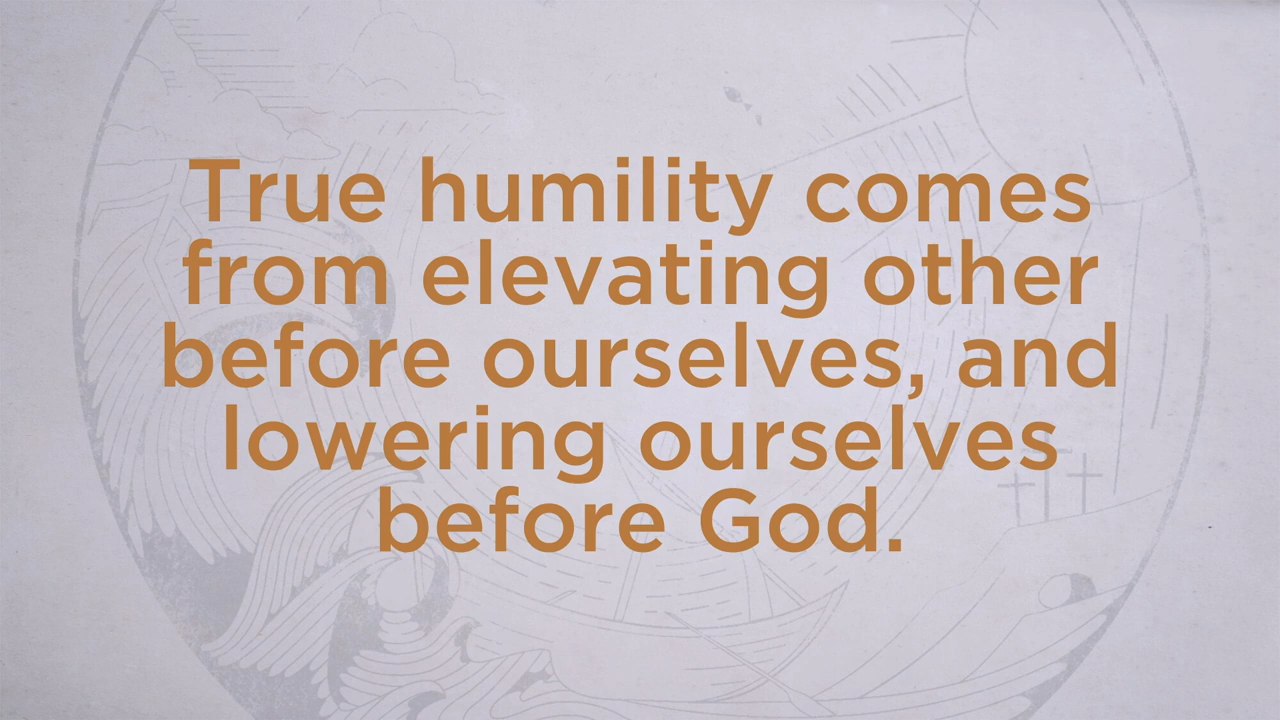 True humility comes
from elevating other
before ourselves, and
lowering ourselves
before God.